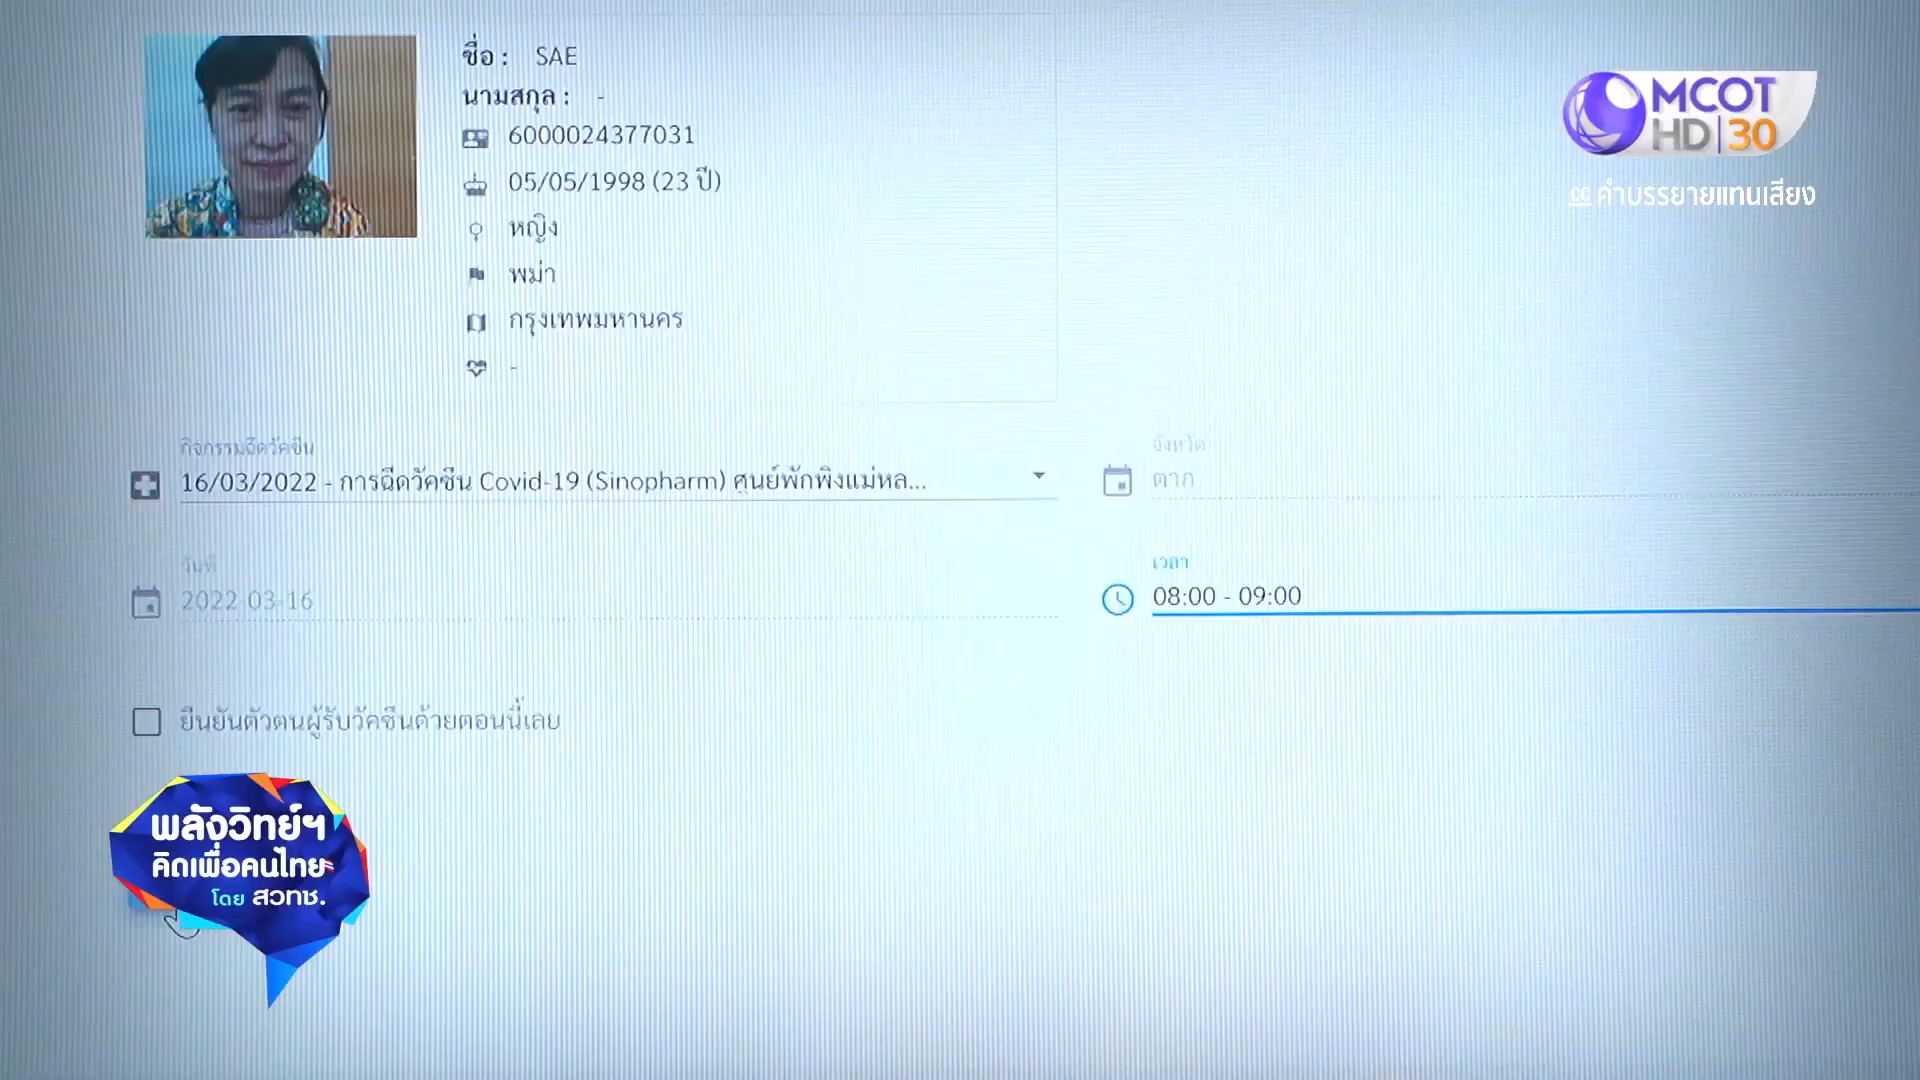 ชื่อ : SAE
นามสกุล : -
6000024377031
05/05/1998 (23 ปี)
หญิง
พม่า
กรุงเทพมหานคร
-
MCOT
HD 30
CC คำบรรยายแทนเสียง
กิจกรรมฉีดวัคซีน
16/03/2022 - การฉีดวัคซีน Covid-19 (Sinopharm) ศูนย์พักพิงแม่หล...
จังหวัด
ตาก
วันที่
2022-03-16
เวลา
08:00 - 09:00
ยืนยันตัวตนผู้รับวัคซีนด้วยตอนนี้เลย
พลังวิทย์ฯ
คิดเพื่อคนไทย
โดย สวทช.